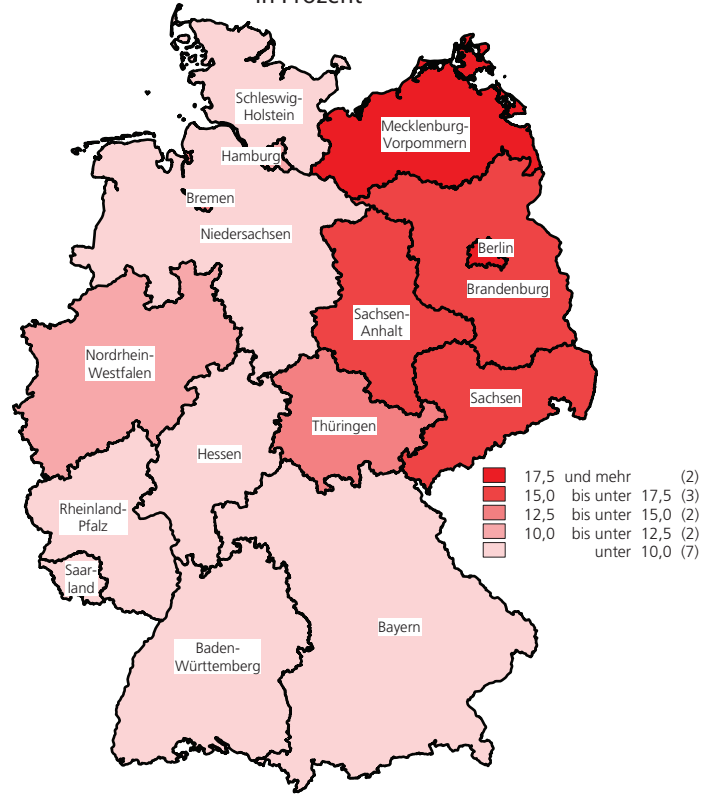 in Prozent
Schleswig-
Holstein
Mecklenburg-
Vorpommern
Hamburg
Bremen
Niedersachsen
Berlin
Brandenburg
Sachsen-
Anhalt
Nordrhein-
Westfalen
Sachsen
Thüringen
Hessen
17,5 und mehr (2)
15,0 bis unter 17,5 (3)
12,5 bis unter 15,0 (2)
10,0 bis unter 12,5 (2)
unter 10,0 (7)
Rheinland-
Pfalz
Saar-
land
Bayern
Baden-
Württemberg